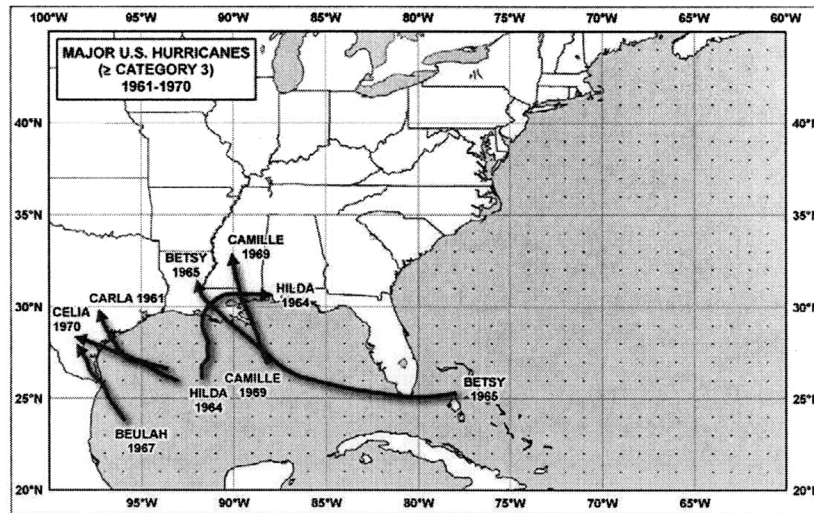 100°W 95°W 90°W 85°W 80°W 75°W 70°W 65°W 60°W
MAJOR U.S. HURRICANES
(≥ CATEGORY 3)
1961-1970
40°N 40°N
35°N 35°N
CAMILLE
1969
BETSY
1965
HILDA
1964
CARLA 1961
CELIA
1970
30°N 30°N
25°N 25°N
HILDA
1964
CAMILLE
1969
BETSY
1965
BEULAH
1967
20°N 20°N
95°W 90°W 85°W 80°W 75°W 70°W 65°W